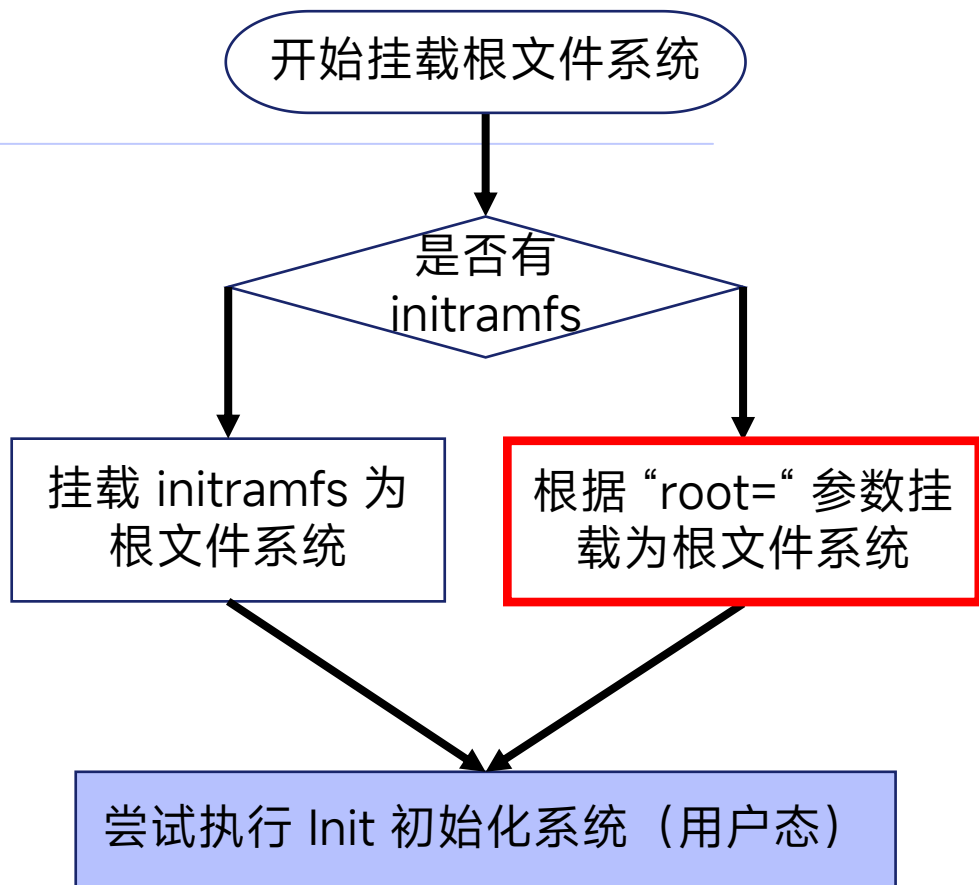 开始挂载根文件系统
是否有
initramfs
挂载 initramfs 为
根文件系统
根据 “root=“ 参数挂
载为根文件系统
尝试执行 Init 初始化系统（用户态）